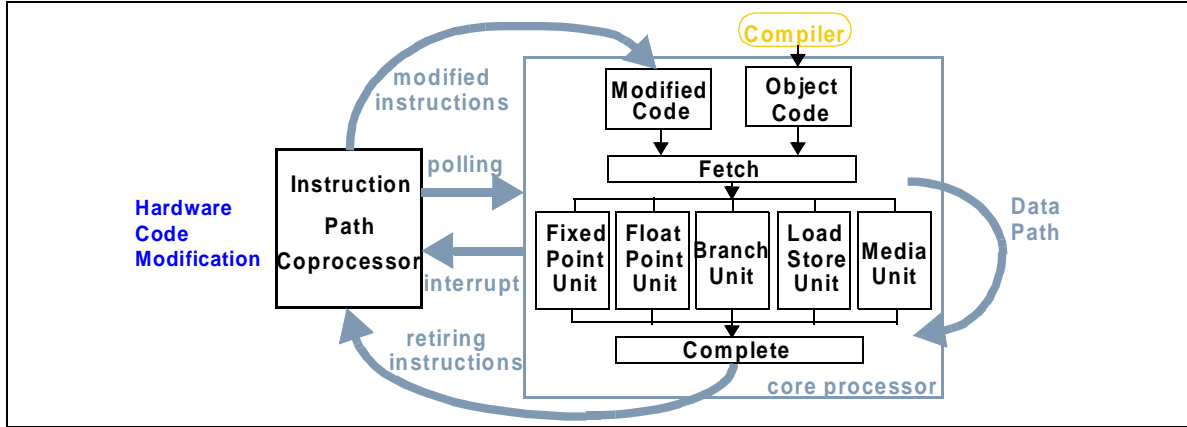 Compiler
modified
instructions
Modified
Code
Object
Code
polling
Fetch
Instruction
Path
Coprocessor
Hardware
Code
Modification
Data
Path
Fixed
Point
Unit
Float
Point
Unit
Branch
Unit
Load
Store
Unit
Media
Unit
interrupt
retiring
instructions
Complete
core processor